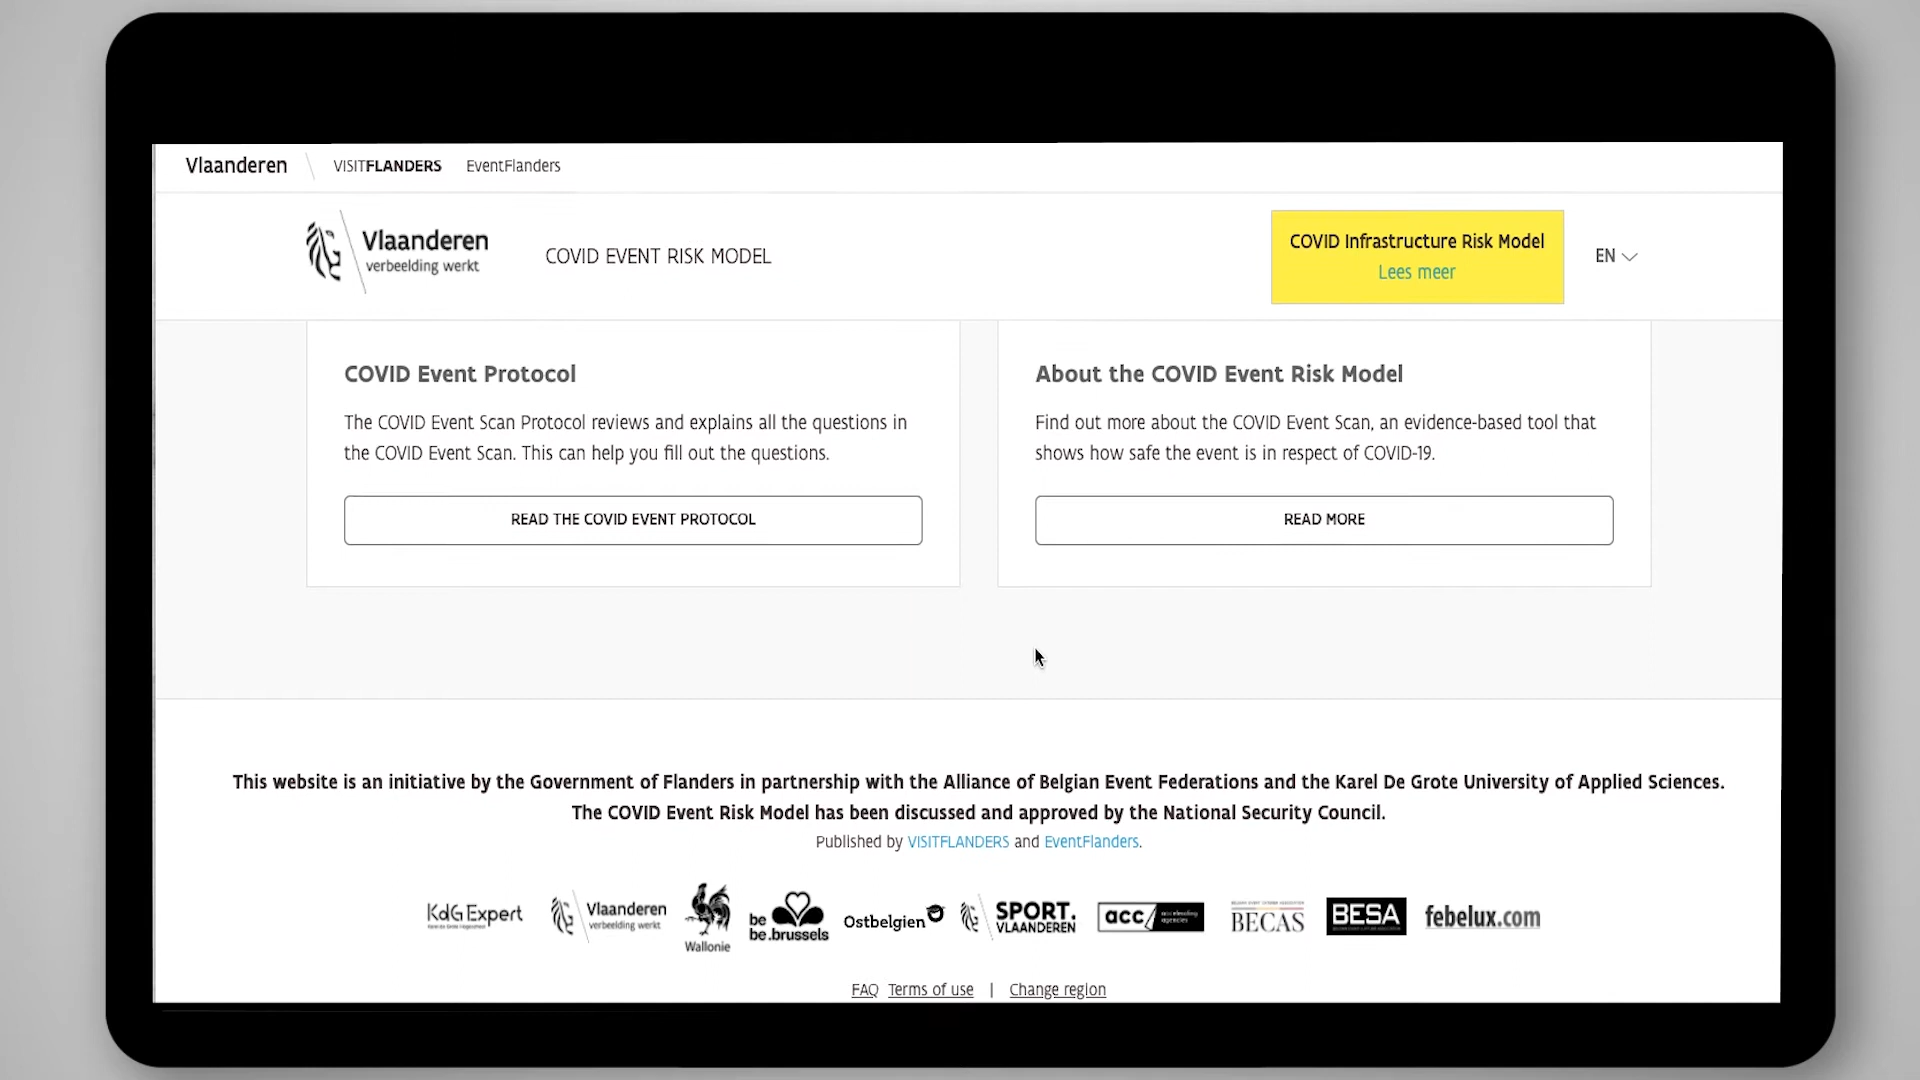 Vlaanderen VISITFLANDERS EventFlanders
Vlaanderen
verbeelding werkt
COVID EVENT RISK MODEL
COVID Infrastructure Risk Model
Lees meer
EN
COVID Event Protocol
The COVID Event Scan Protocol reviews and explains all the questions in
the COVID Event Scan. This can help you fill out the questions.
READ THE COVID EVENT PROTOCOL
About the COVID Event Risk Model
Find out more about the COVID Event Scan, an evidence-based tool that
shows how safe the event is in respect of COVID-19.
READ MORE
This website is an initiative by the Government of Flanders in partnership with the Alliance of Belgian Event Federations and the Karel De Grote University of Applied Sciences.
The COVID Event Risk Model has been discussed and approved by the National Security Council.
Published by VISITFLANDERS and EventFlanders.
KdG Expert
Vlaanderen
verbeelding werkt
Wallonie
be
be.brussels
Ostbelgien
SPORT.
VLAANDEREN
acc
accelerating
agencies
BECAS
BESA
febelux.com
FAQ Terms of use | Change region